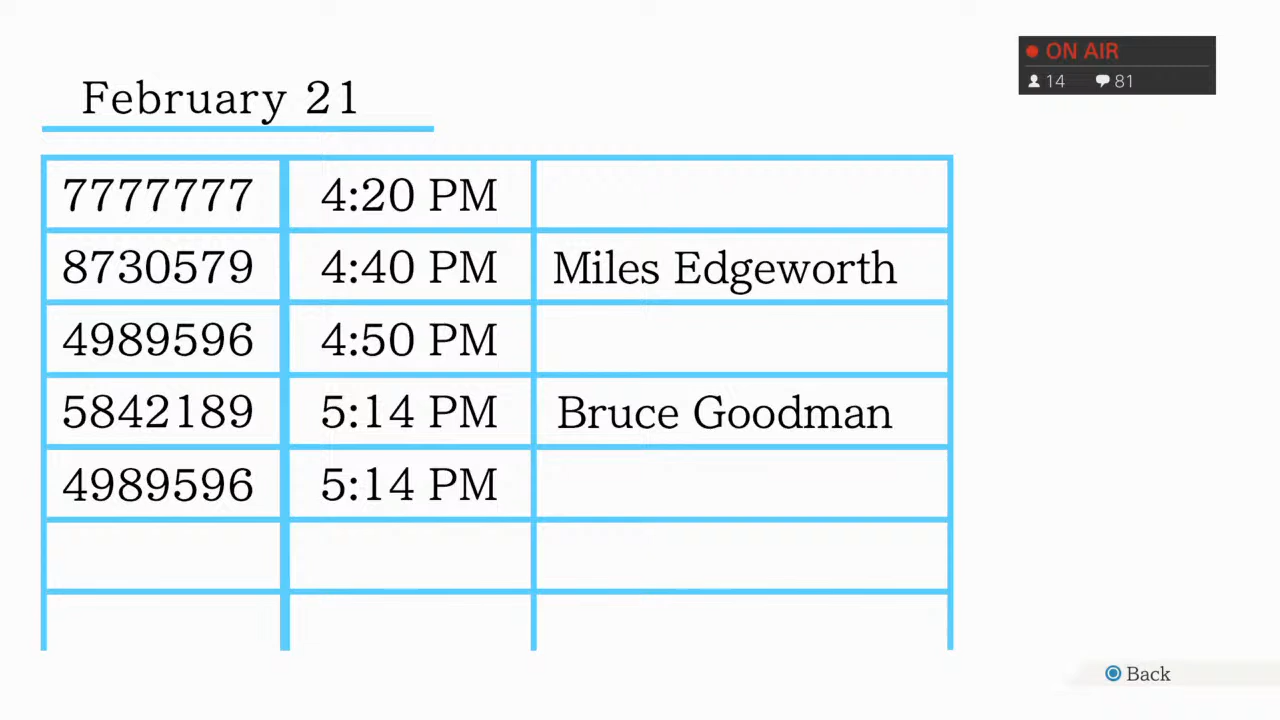 ON AIR
14 81
February 21
7777777 4:20 PM
8730579 4:40 PM Miles Edgeworth
4989596 4:50 PM
5842189 5:14 PM Bruce Goodman
4989596 5:14 PM
Back